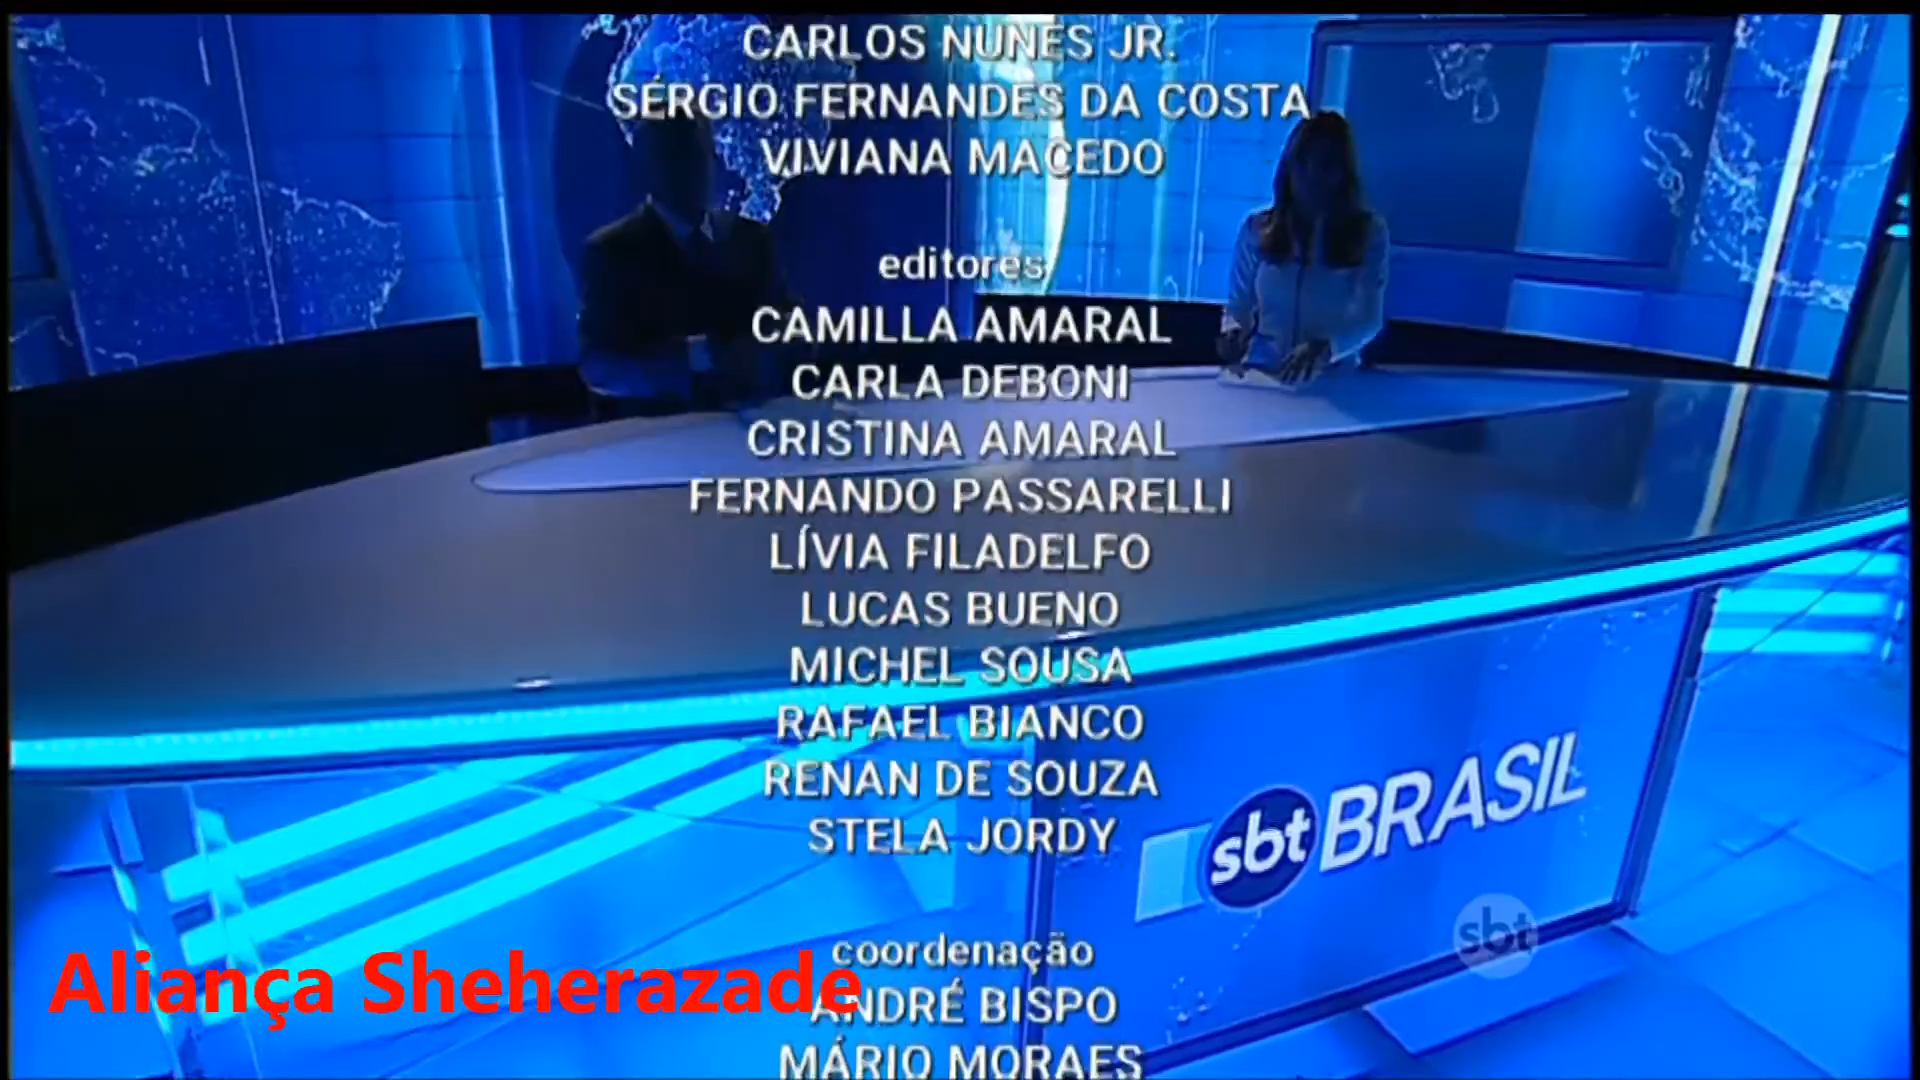 CARLOS NUNES JR.
SÉRGIO FERNANDES DA COSTA
VIVIANA MACEDO
editores
CAMILLA AMARAL
CARLA DEBONI
CRISTINA AMARAL
FERNANDO PASSARELLI
LÍVIA FILADELFO
LUCAS BUENO
MICHEL SOUSA
RAFAEL BIANCO
RENAN DE SOUZA
STELA JORDY
sbt BRASIL
sbt
coordenação
Aliança Sheherazade
ANDRÉ BISPO
MÁRIO MORAES